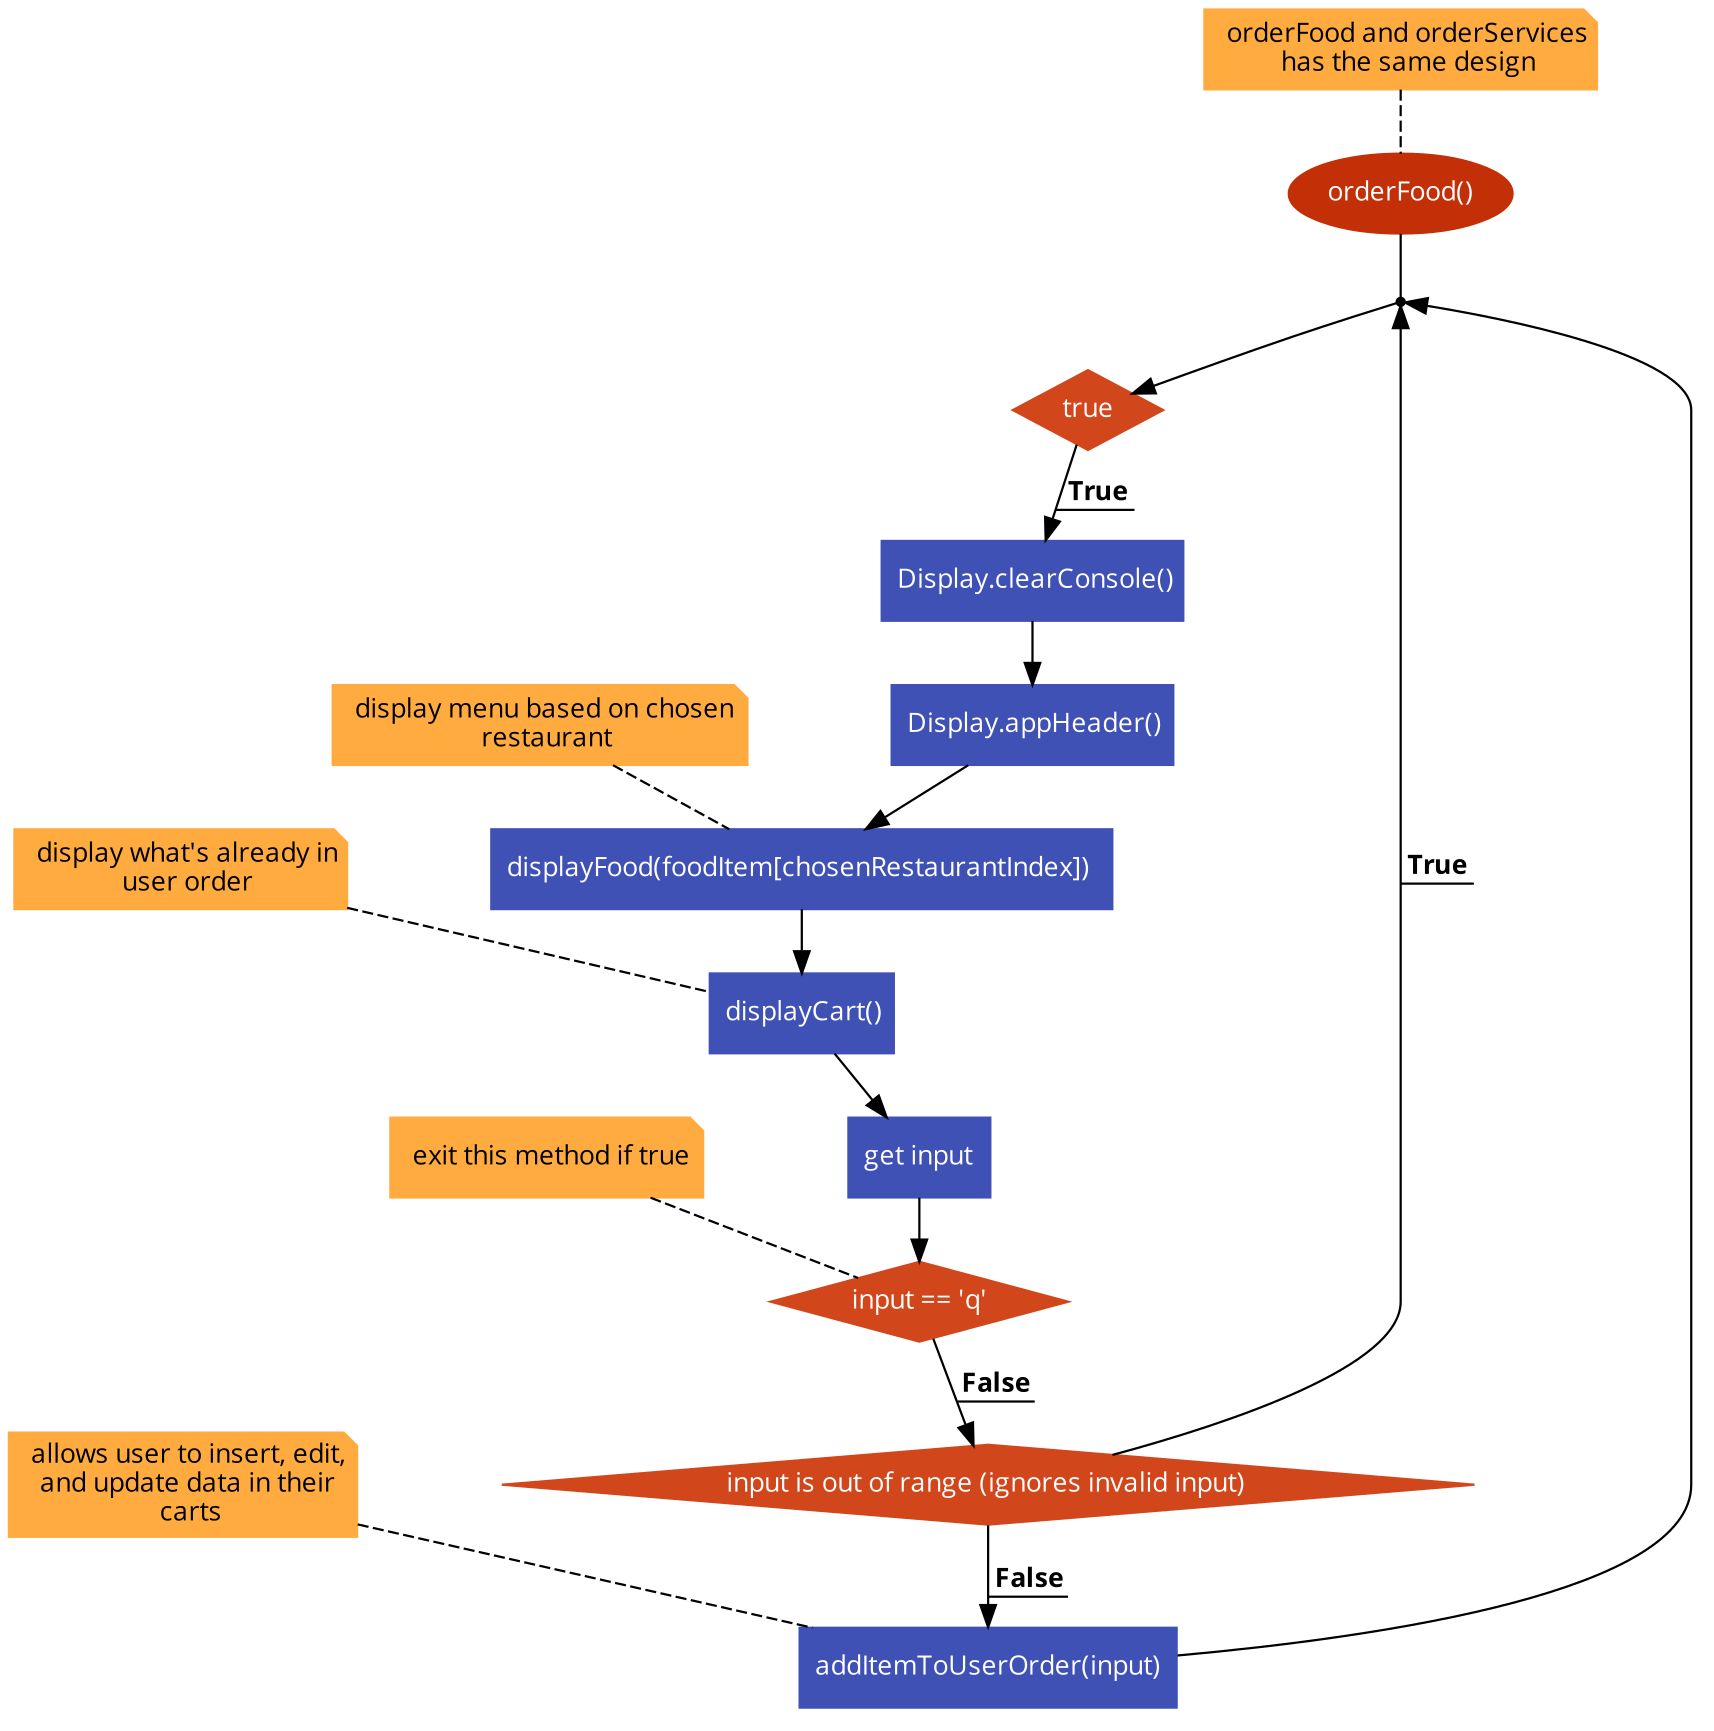 orderFood and orderServices
has the same design
orderFood()
true
True
Display.clearConsole()
display menu based on chosen
restaurant
Display.appHeader()
display what's already in
user order
displayFood(foodItem[chosenRestaurantIndex])
True
displayCart()
exit this method if true
get input
input == 'q'
False
allows user to insert, edit,
and update data in their
carts
input is out of range (ignores invalid input)
False
addItemToUserOrder(input)